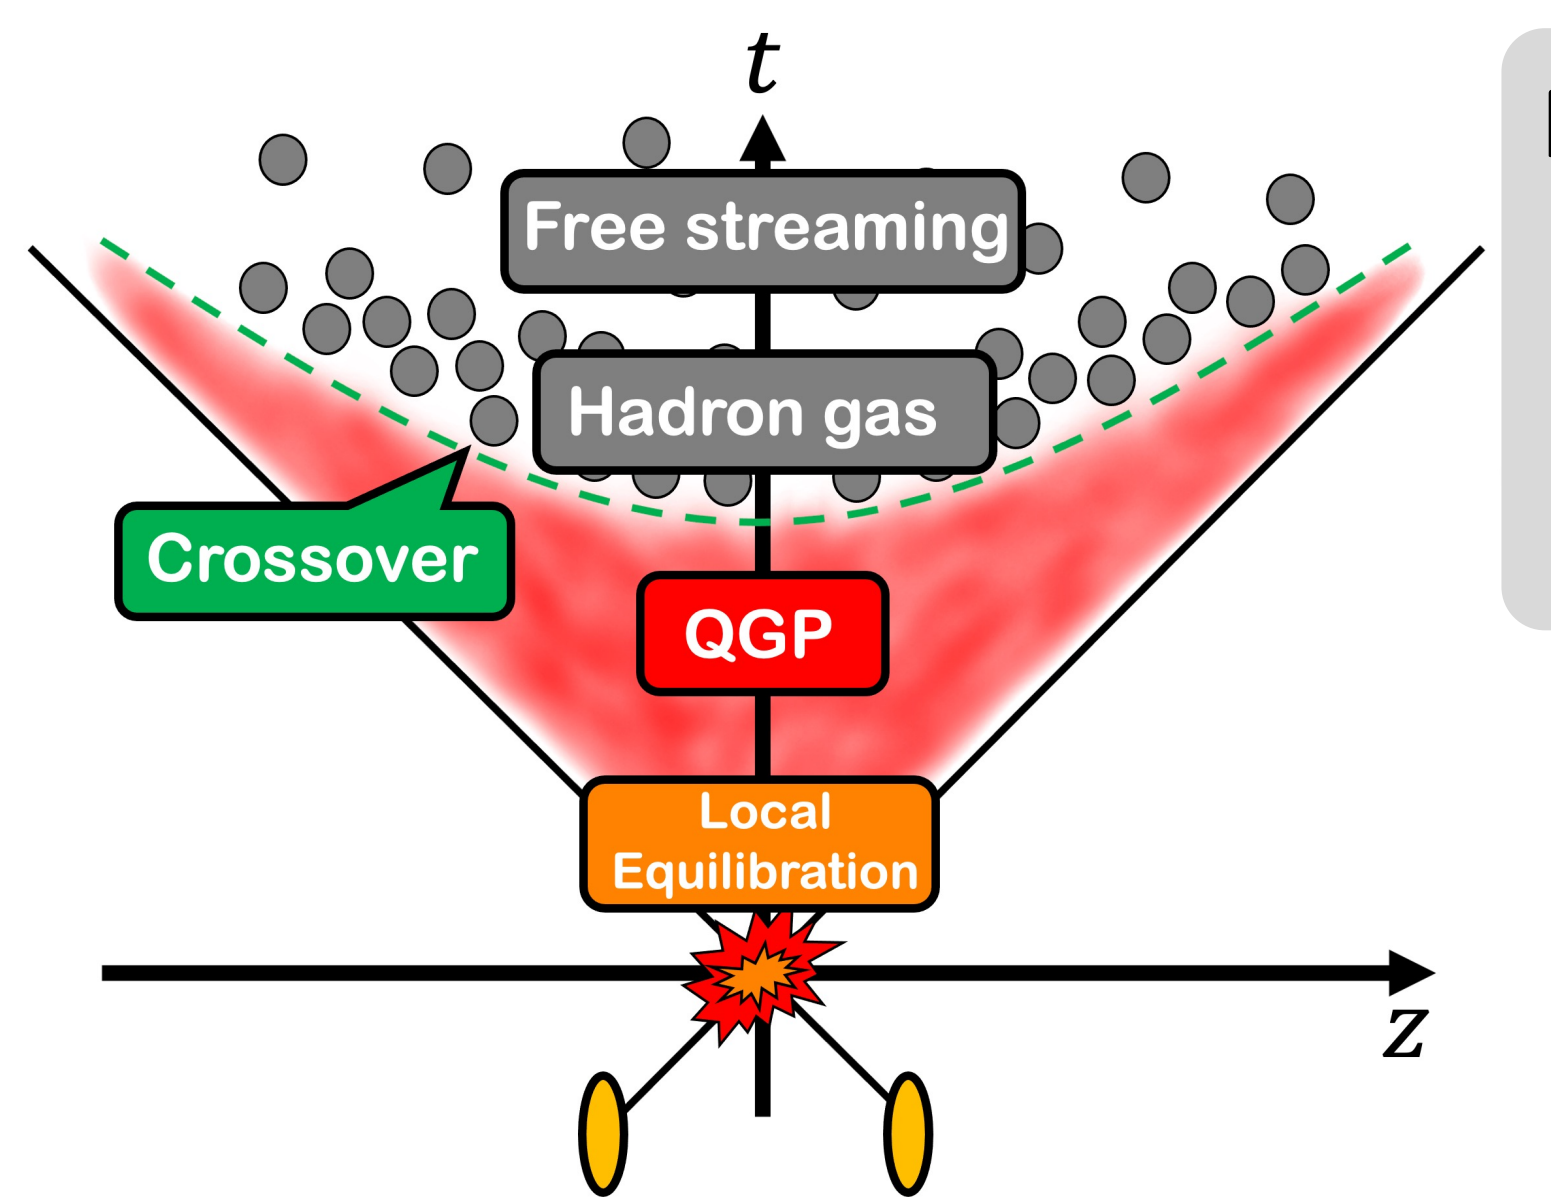 t
Free streaming
Hadron gas
Crossover
QGP
Local
Equilibration
z